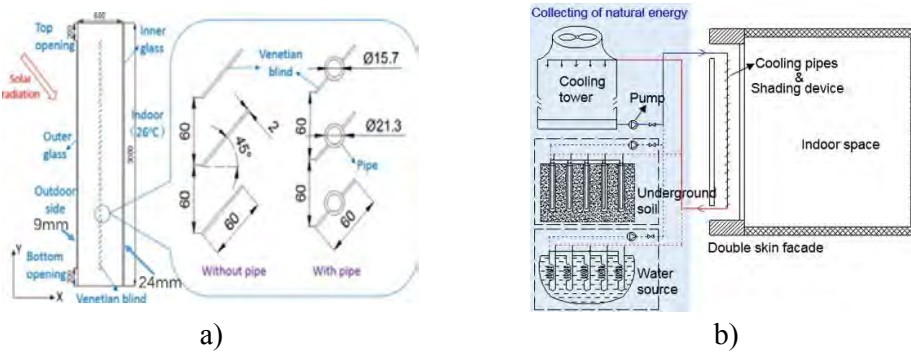 600
200
Top
opening
Inner
glass
Solar
radiation
Outer
glass
Indoor
(26℃)
3000
Outdoor
side
9mm
Y
Bottom
opening
200
X
24mm
Venetian blind
Venetian
blind
Ø15.7
60
2
60
45°
Ø21.3
Pipe
60
60
60
60
Without pipe
With pipe
a)
Collecting of natural energy
Cooling
tower
Pump
Underground
soil
Water
source
Cooling pipes
&
Shading device
Indoor space
Double skin facade
b)